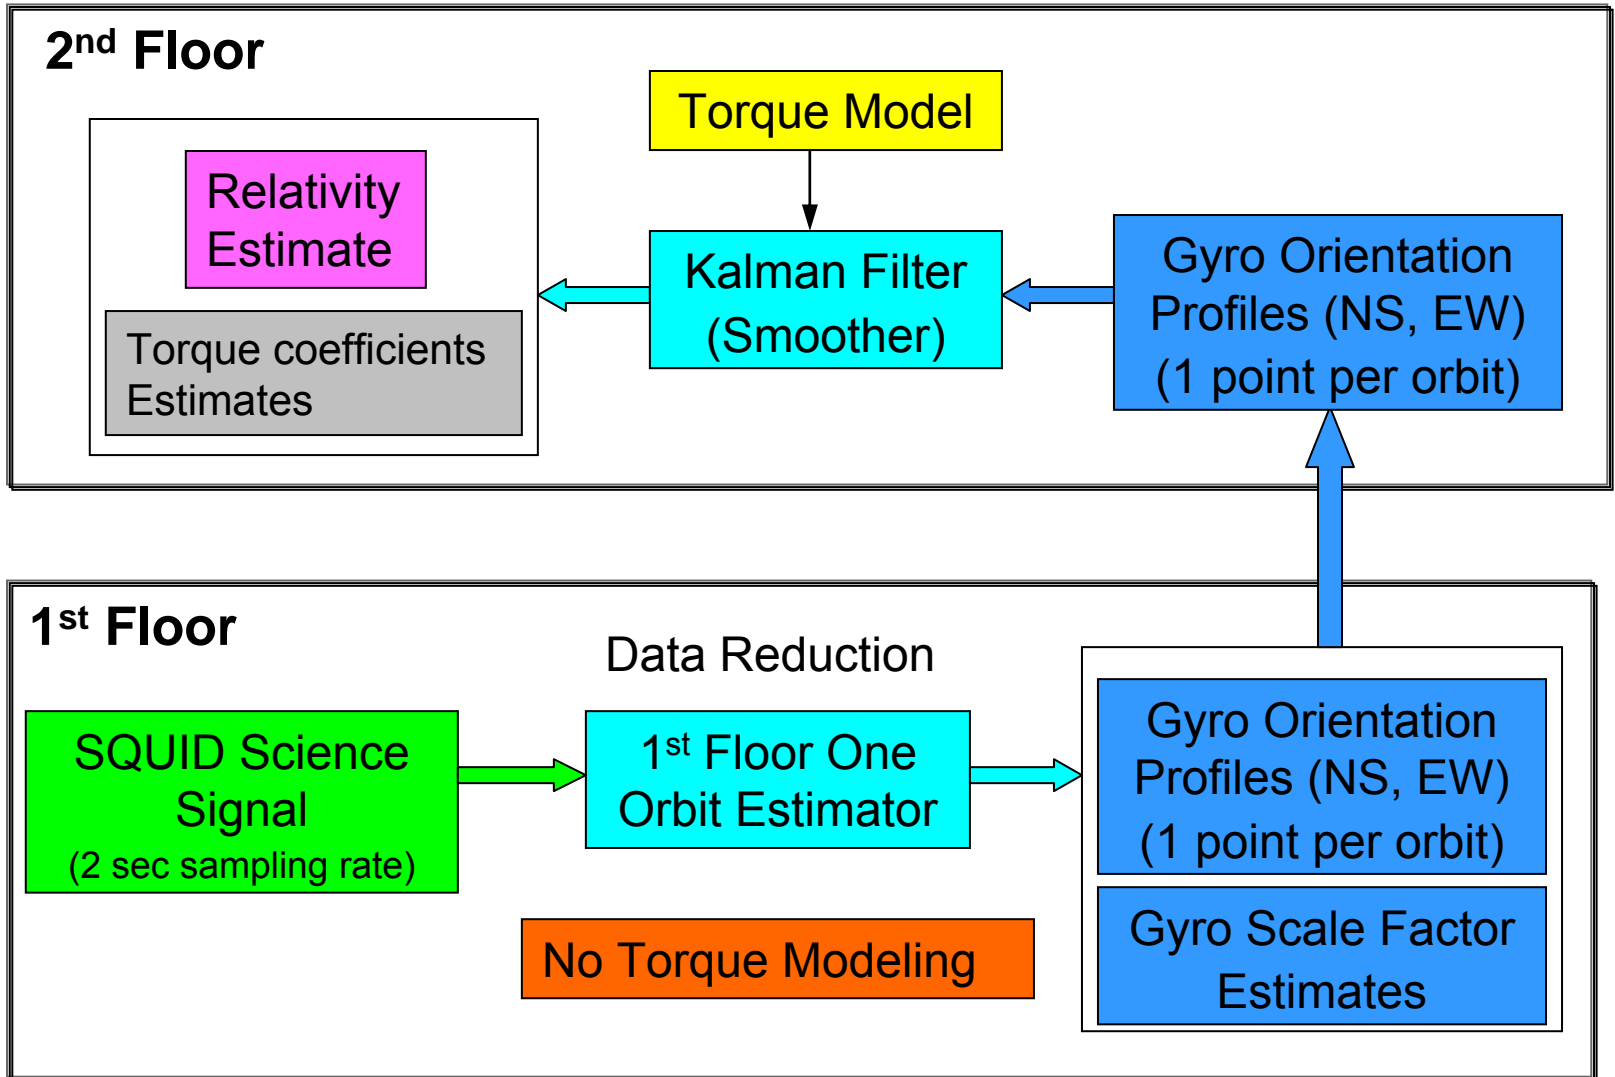 2nd Floor
Torque Model
Relativity
Estimate
Torque coefficients
Estimates
Kalman Filter
(Smoother)
Gyro Orientation
Profiles (NS, EW)
(1 point per orbit)
1st Floor
Data Reduction
SQUID Science
Signal
(2 sec sampling rate)
1st Floor One
Orbit Estimator
No Torque Modeling
Gyro Orientation
Profiles (NS, EW)
(1 point per orbit)
Gyro Scale Factor
Estimates